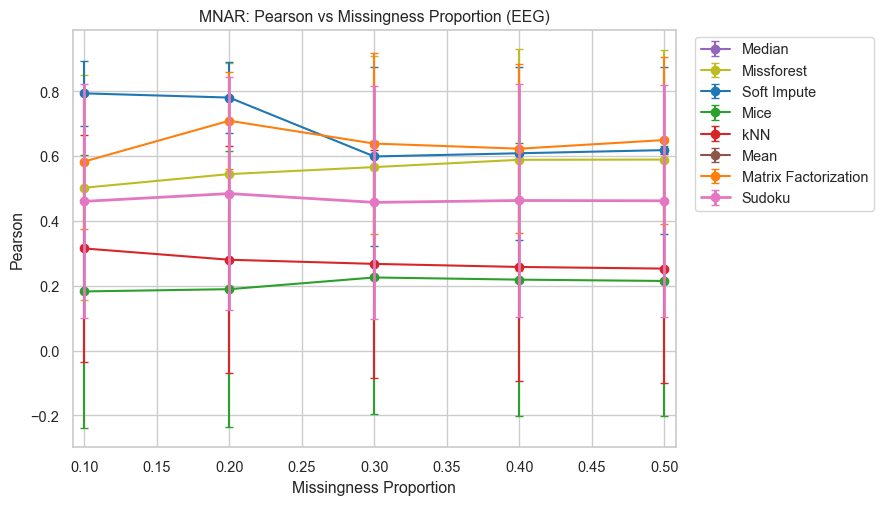 MNAR: Pearson vs Missingness Proportion (EEG)
Pearson
0.8
0.6
0.4
0.2
0.0
−0.2
0.10
0.15
0.20
0.25
0.30
0.35
0.40
0.45
0.50
Missingness Proportion
Median
Missforest
Soft Impute
Mice
kNN
Mean
Matrix Factorization
Sudoku